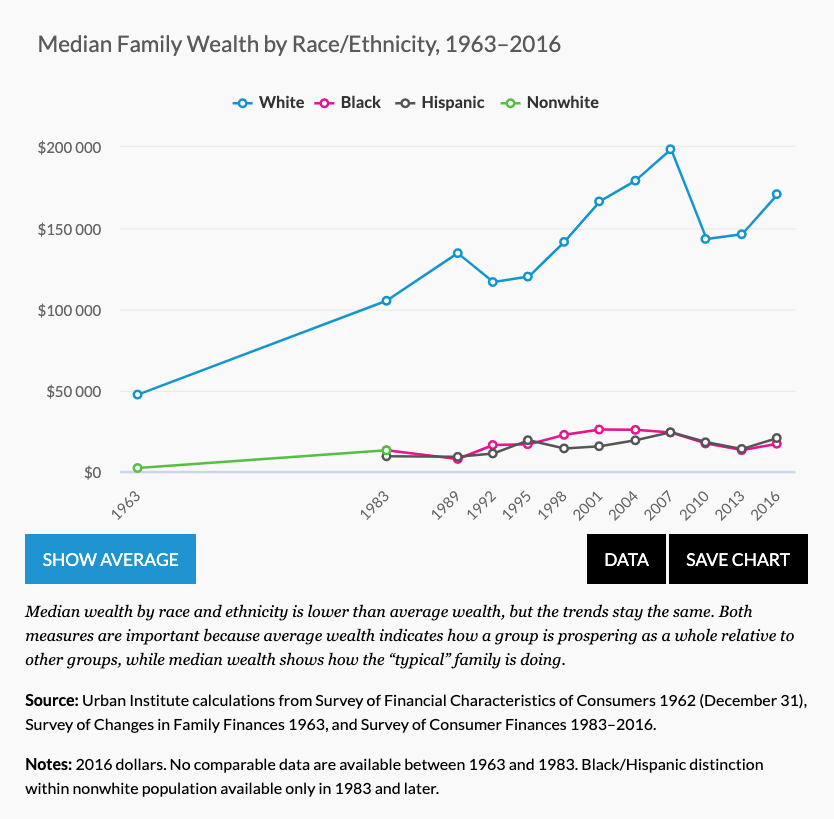 Median Family Wealth by Race/Ethnicity, 1963–2016
White Black Hispanic Nonwhite
$200 000
$150 000
$100 000
$50 000
$0
1963 1983 1989 1992 1995 1998 2001 2004 2007 2010 2013 2016
SHOW AVERAGE DATA SAVE CHART
Median wealth by race and ethnicity is lower than average wealth, but the trends stay the same. Both
measures are important because average wealth indicates how a group is prospering as a whole relative to
other groups, while median wealth shows how the “typical” family is doing.
Source: Urban Institute calculations from Survey of Financial Characteristics of Consumers 1962 (December 31),
Survey of Changes in Family Finances 1963, and Survey of Consumer Finances 1983–2016.
Notes: 2016 dollars. No comparable data are available between 1963 and 1983. Black/Hispanic distinction
within nonwhite population available only in 1983 and later.